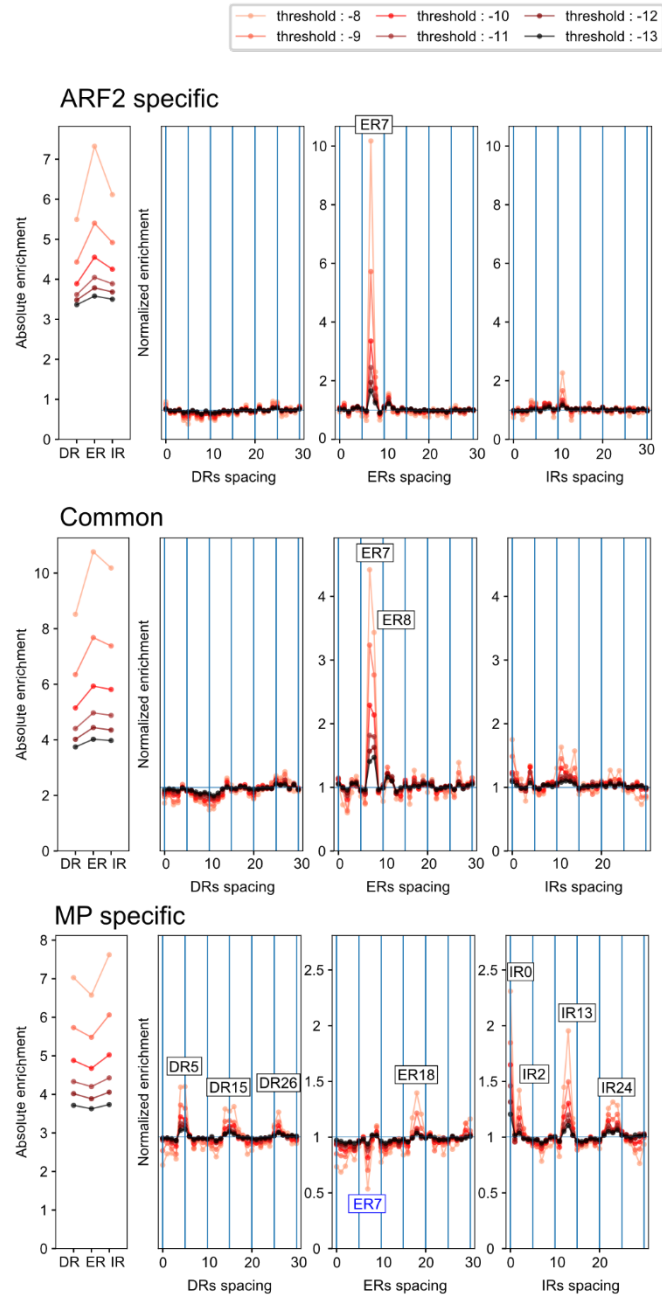 threshold : -8 threshold : -10 threshold : -12
threshold : -9 threshold : -11 threshold : -13
ARF2 specific
Absolute enrichment
7
6
5
4
3
2
1
0
DR ER IR
Normalized enrichment
0 10 20 30
DRs spacing
ER7
10
8
6
4
2
1
0
0 10 20 30
ERs spacing
10
8
6
4
2
1
0
0 10 20 30
IRs spacing
Common
Absolute enrichment
10
8
6
4
2
0
DR ER IR
Normalized enrichment
0 10 20 30
DRs spacing
ER7
ER8
4
3
2
1
0
0 10 20 30
ERs spacing
4
3
2
1
0
0 10 20 30
IRs spacing
MP specific
Absolute enrichment
8
7
6
5
4
3
2
1
0
DR ER IR
Normalized enrichment
DR5
DR15
DR26
0 10 20 30
DRs spacing
2.5
2
1.5
1
0.5
0
ER18
ER7
0 10 20 30
ERs spacing
2.5
2
1.5
1
0.5
0
IR0
IR13
IR2
IR24
0 10 20
IRs spacing